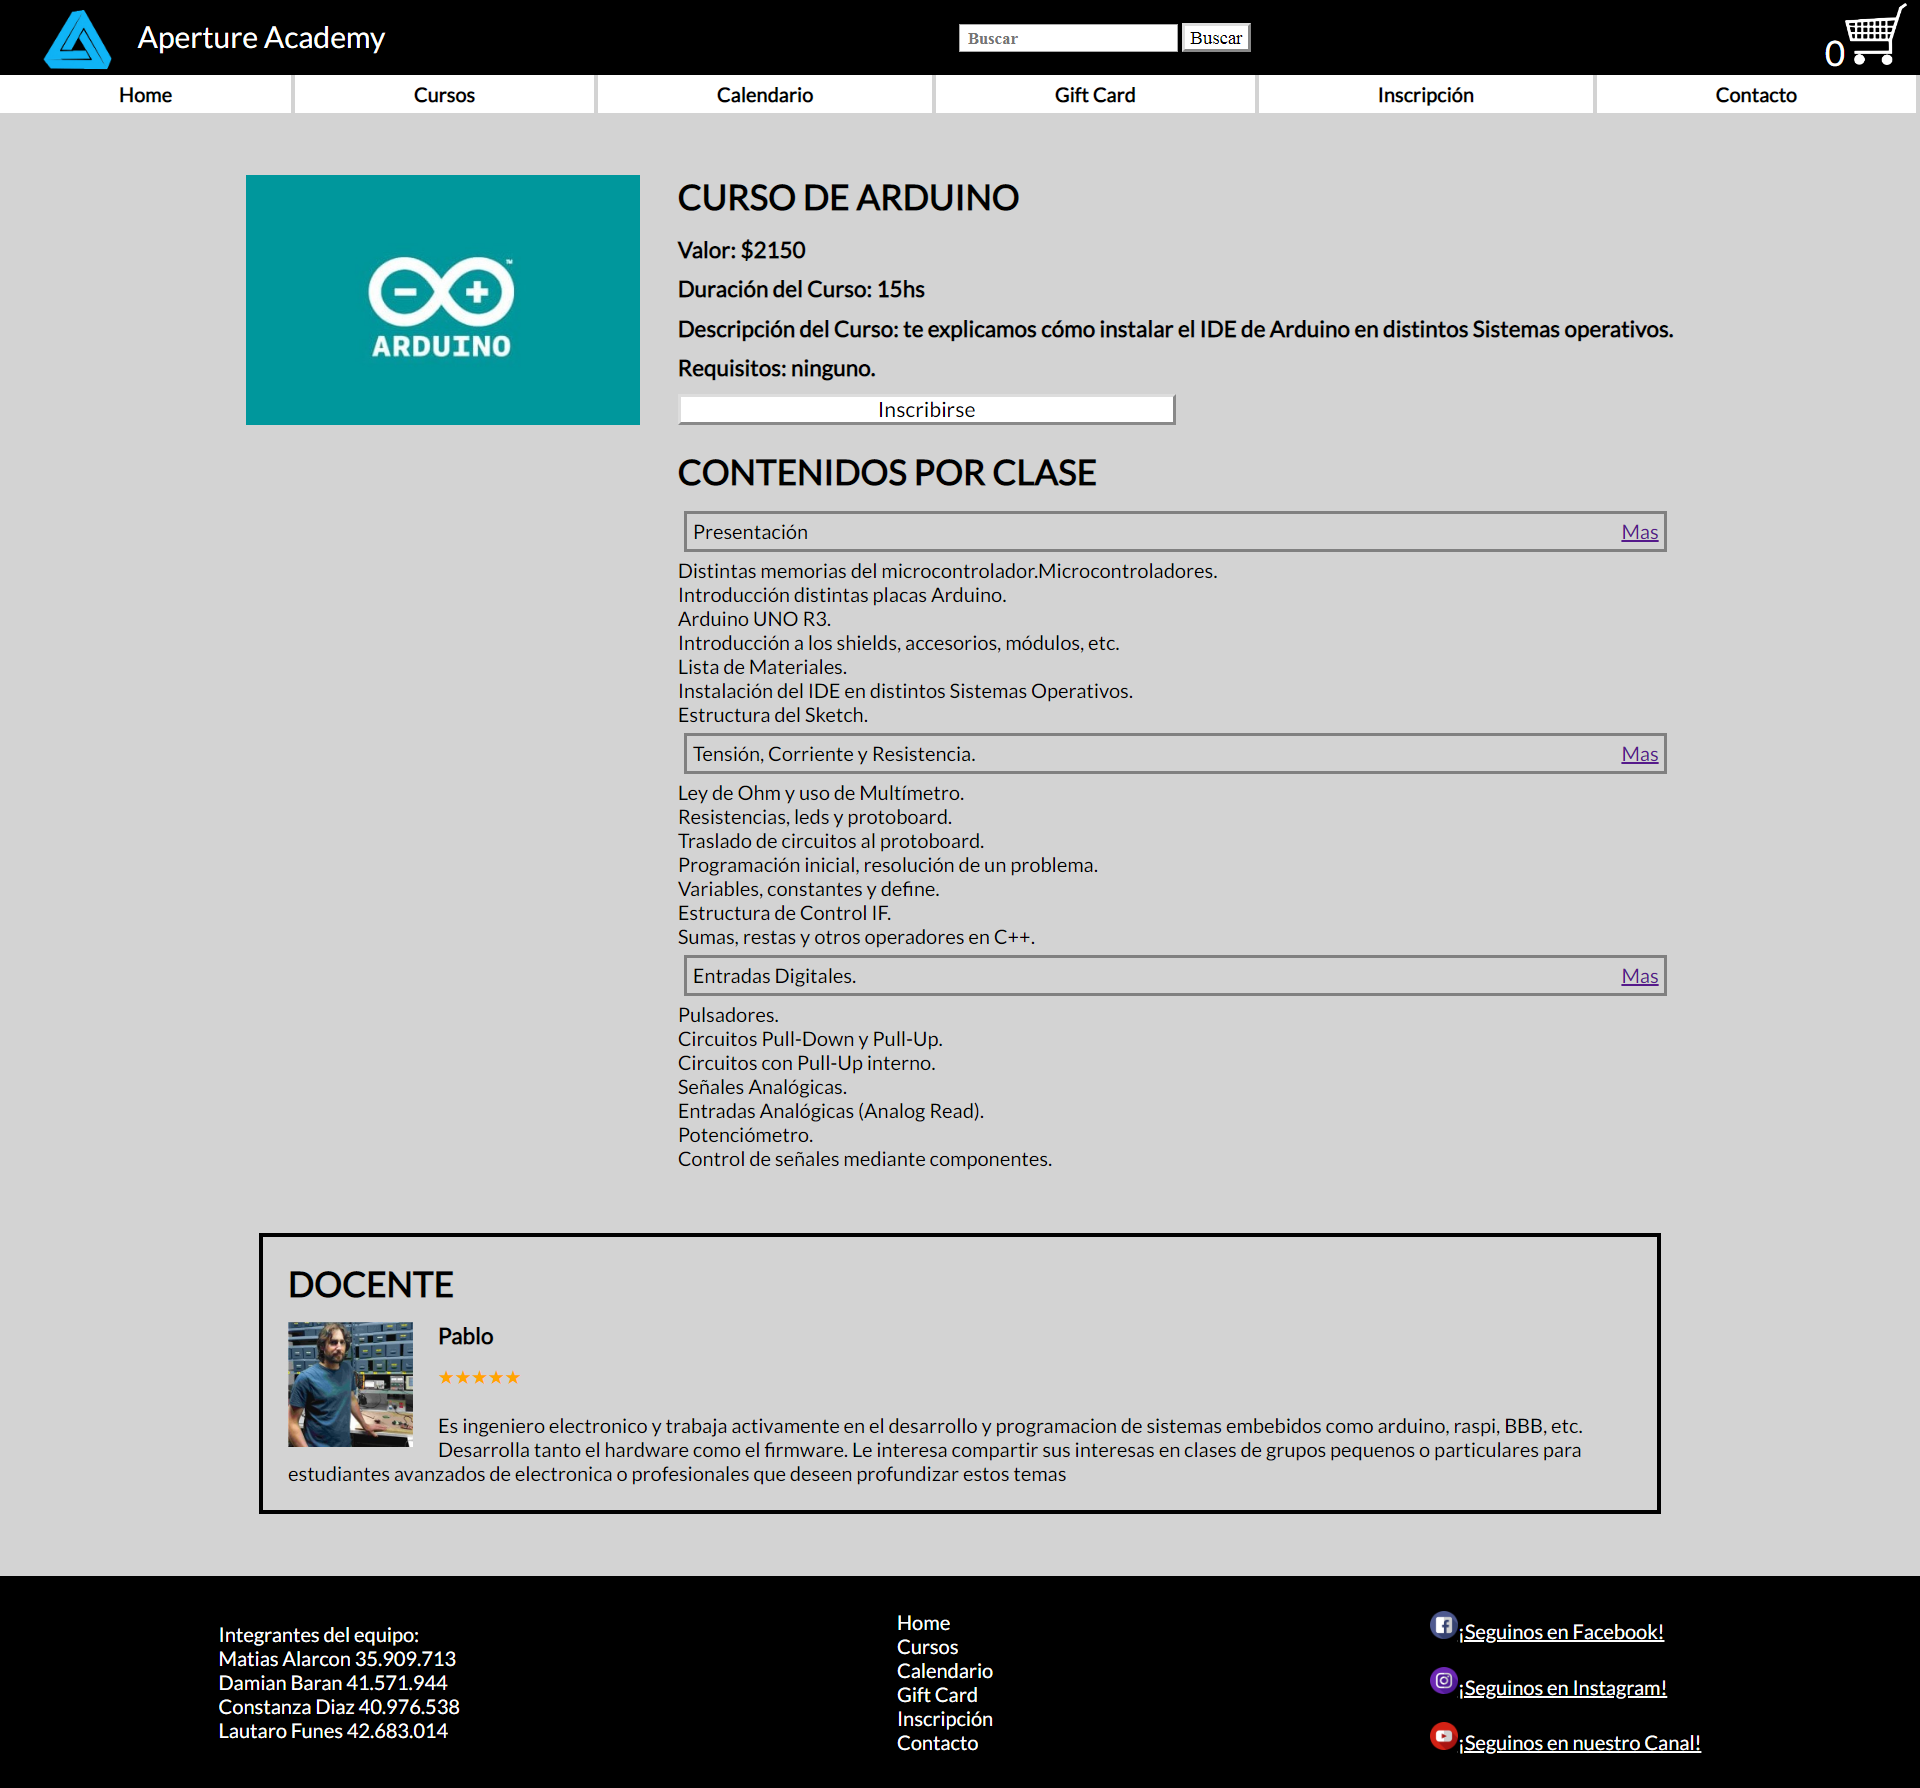 Aperture Academy
Buscar
Buscar
0
Home
Cursos
Calendario
Gift Card
Inscripción
Contacto
ARDUINO
TM
CURSO DE ARDUINO
Valor: $2150
Duración del Curso: 15hs
Descripción del Curso: te explicamos cómo instalar el IDE de Arduino en distintos Sistemas operativos.
Requisitos: ninguno.
Inscribirse
CONTENIDOS POR CLASE
Presentación
Mas
Distintas memorias del microcontrolador.Microcontroladores.
Introducción distintas placas Arduino.
Arduino UNO R3.
Introducción a los shields, accesorios, módulos, etc.
Lista de Materiales.
Instalación del IDE en distintos Sistemas Operativos.
Estructura del Sketch.
Tensión, Corriente y Resistencia.
Mas
Ley de Ohm y uso de Multímetro.
Resistencias, leds y protoboard.
Traslado de circuitos al protoboard.
Programación inicial, resolución de un problema.
Variables, constantes y define.
Estructura de Control IF.
Sumas, restas y otros operadores en C++.
Entradas Digitales.
Mas
Pulsadores.
Circuitos Pull-Down y Pull-Up.
Circuitos con Pull-Up interno.
Señales Analógicas.
Entradas Analógicas (Analog Read).
Potenciómetro.
Control de señales mediante componentes.
DOCENTE
Pablo
★★★★★
Es ingeniero electronico y trabaja activamente en el desarrollo y programacion de sistemas embebidos como arduino, raspi, BBB, etc.
Desarrolla tanto el hardware como el firmware. Le interesa compartir sus interesas en clases de grupos pequenos o particulares para
estudiantes avanzados de electronica o profesionales que deseen profundizar estos temas
Integrantes del equipo:
Matias Alarcon 35.909.713
Damian Baran 41.571.944
Constanza Diaz 40.976.538
Lautaro Funes 42.683.014
Home
Cursos
Calendario
Gift Card
Inscripción
Contacto
¡Seguinos en Facebook!
¡Seguinos en Instagram!
¡Seguinos en nuestro Canal!